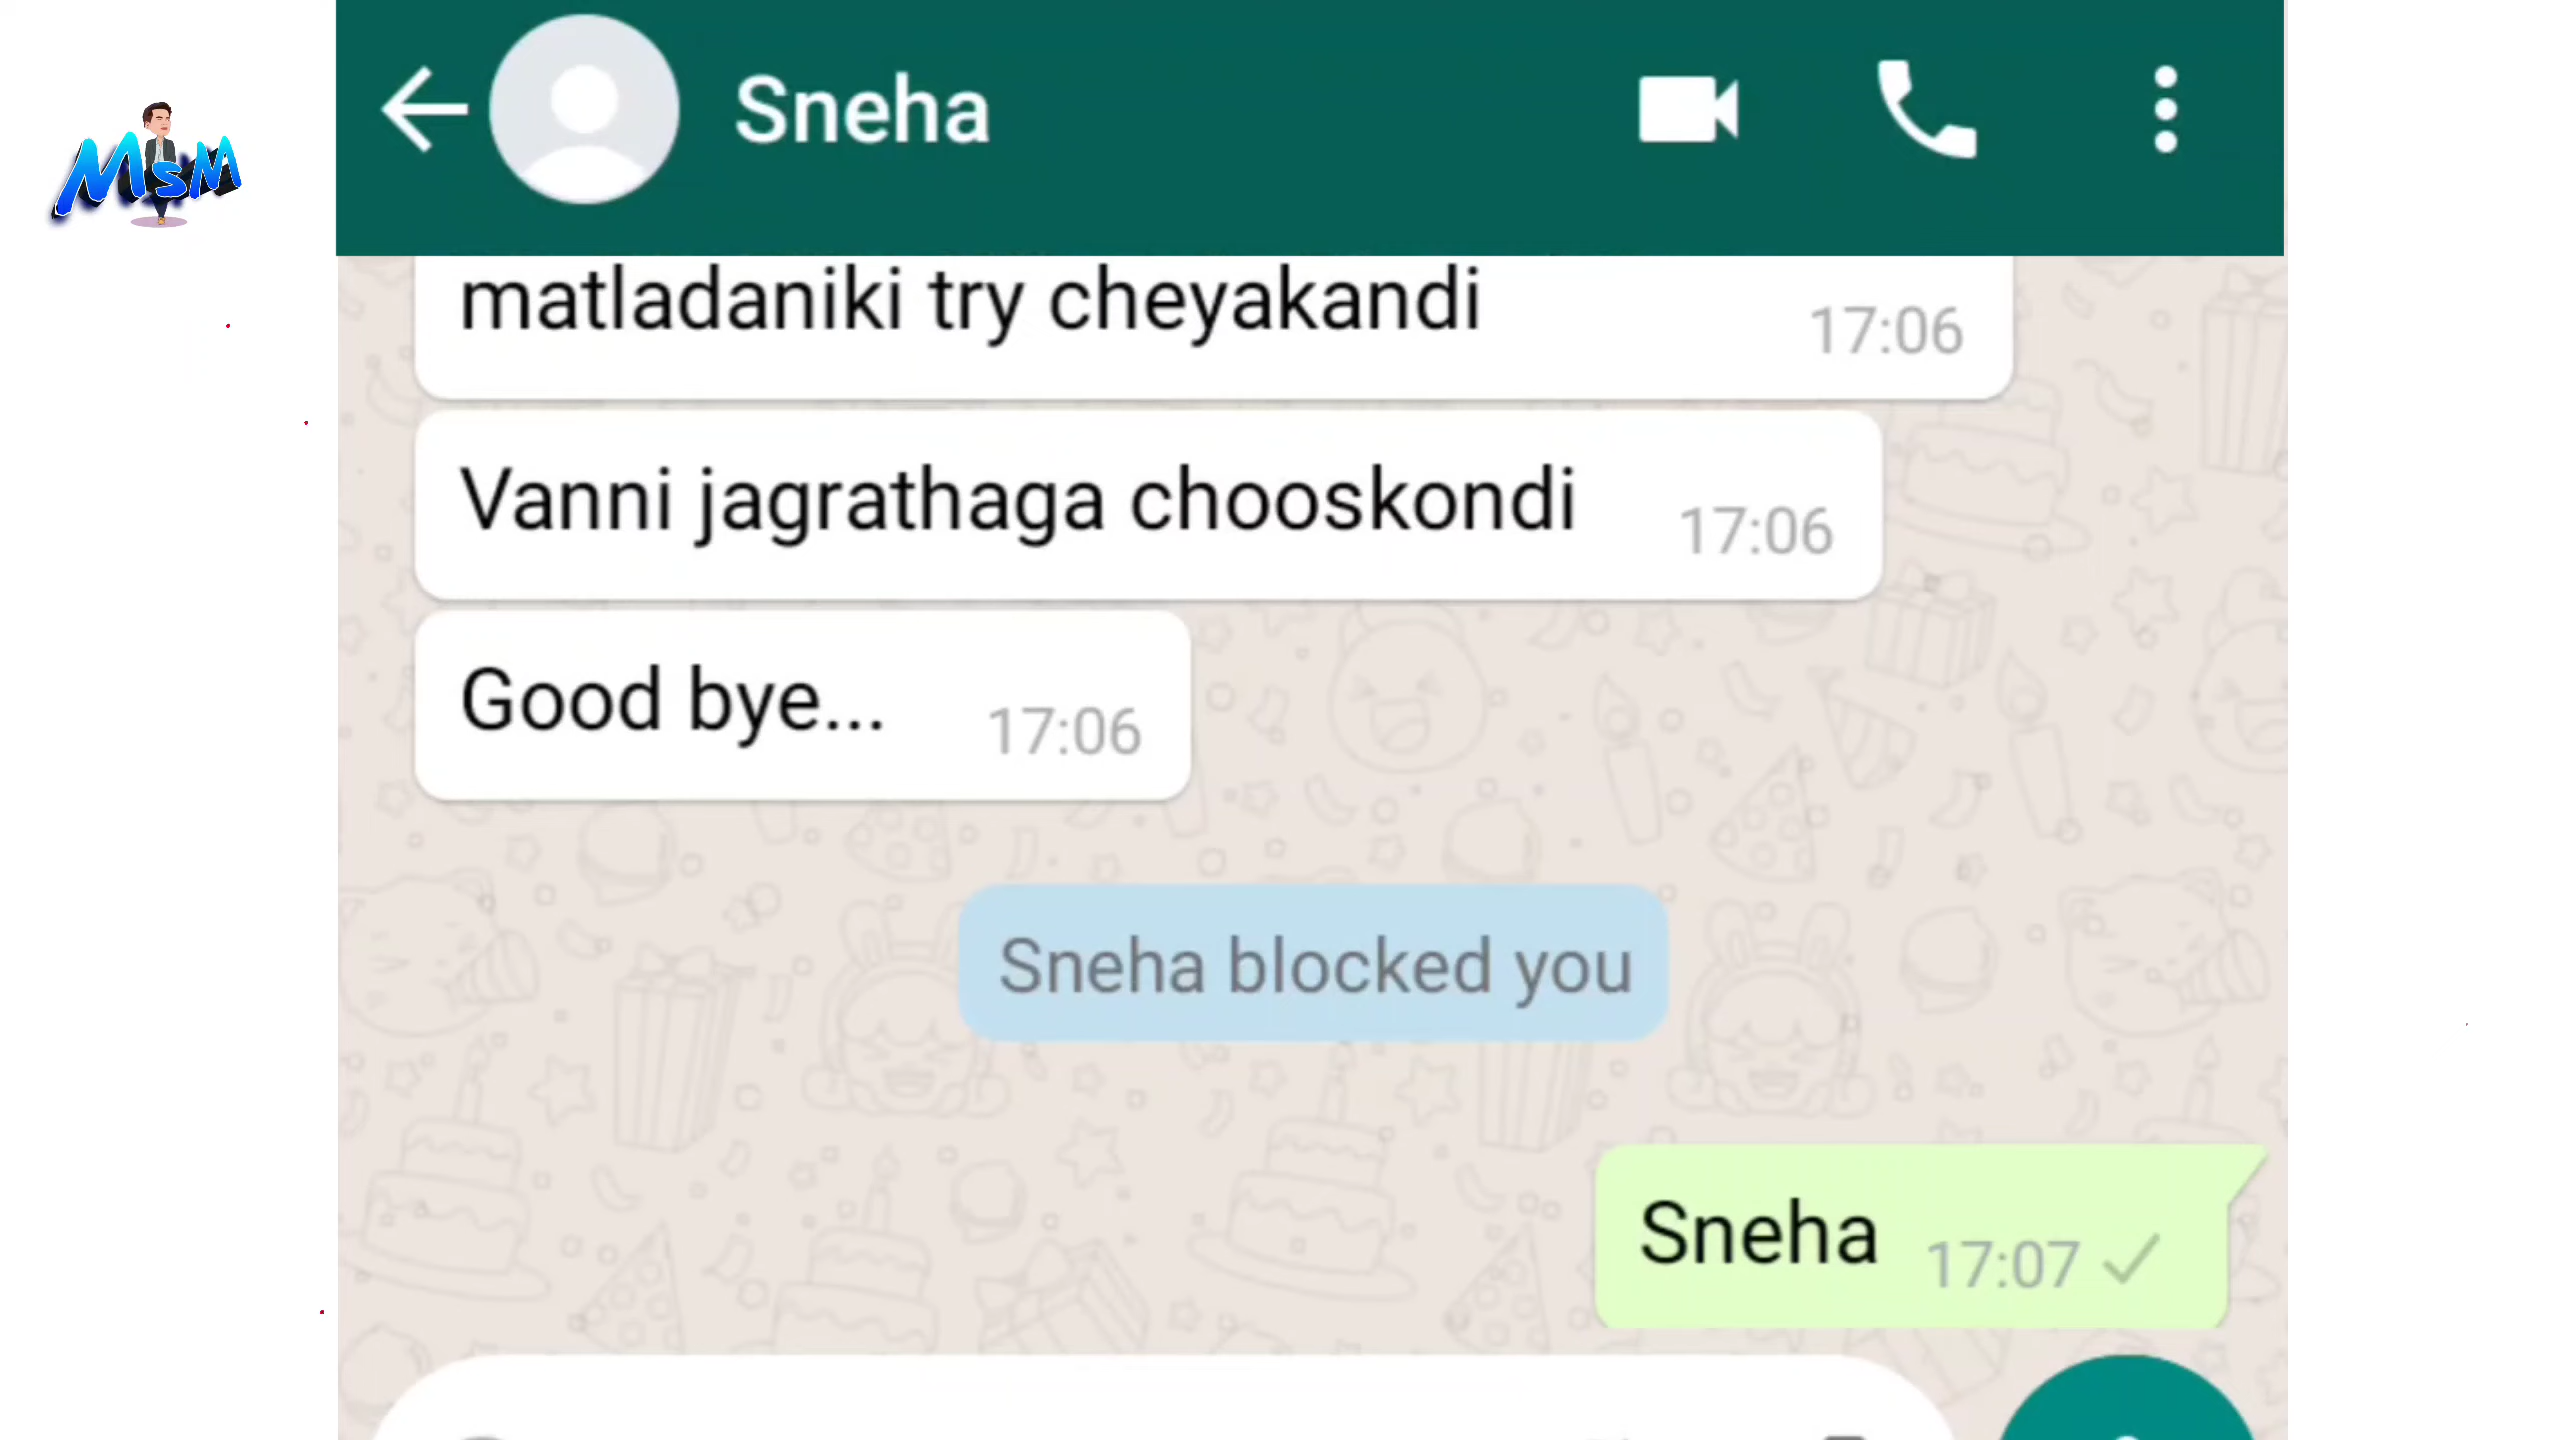 MsM
Sneha
matladaniki try cheyakandi
17:06
Vanni jagrathaga chooskondi
17:06
Good bye...
17:06
Sneha blocked you
Sneha
17:07